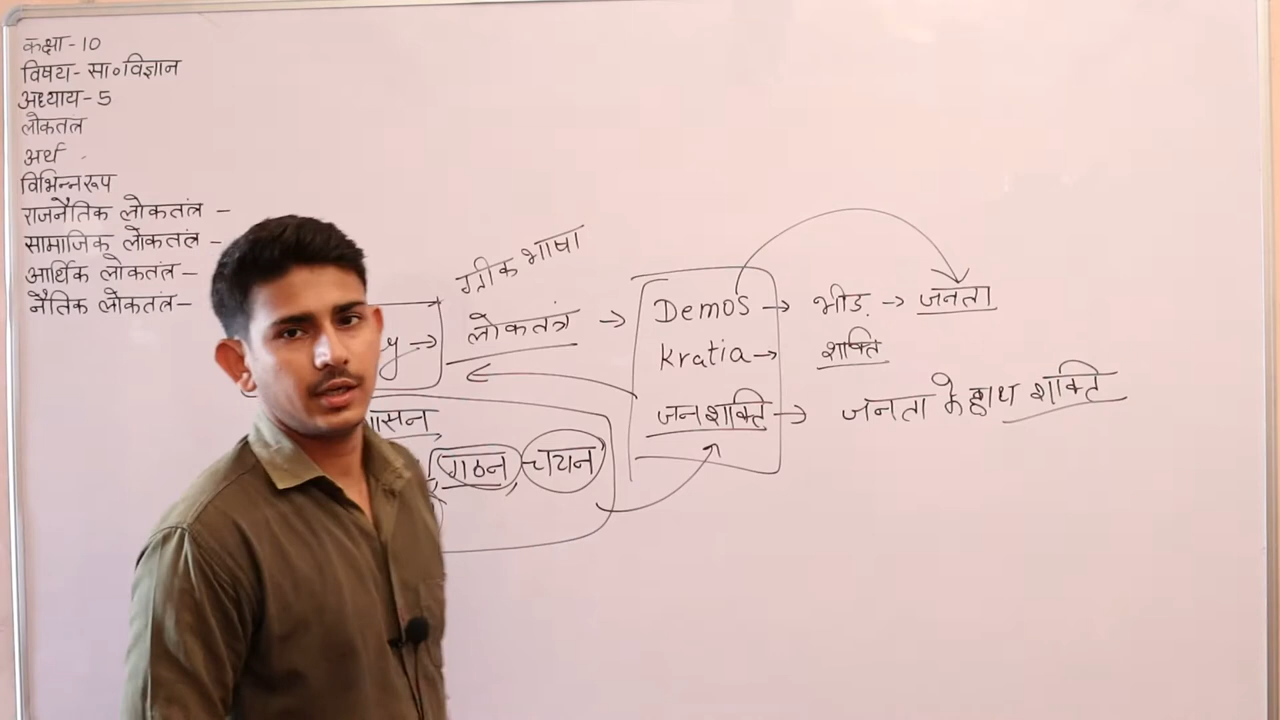 कक्षा-10
विषय- सा०विज्ञान
अध्याय-5
लोकतंत्र
अर्थ
विभिन्न रूप
राजनैतिक लोकतंत्र -
सामाजिक लोकतंत्र -
आर्थिक लोकतंत्र -
नैतिक लोकतंत्र -
ग्रीक भाषा
y → लोकतंत्र → Demos → भीड़ → जनता
Kratia → शक्ति
जनशक्ति → जनता के हाथ शक्ति
ासन
गठन चयन